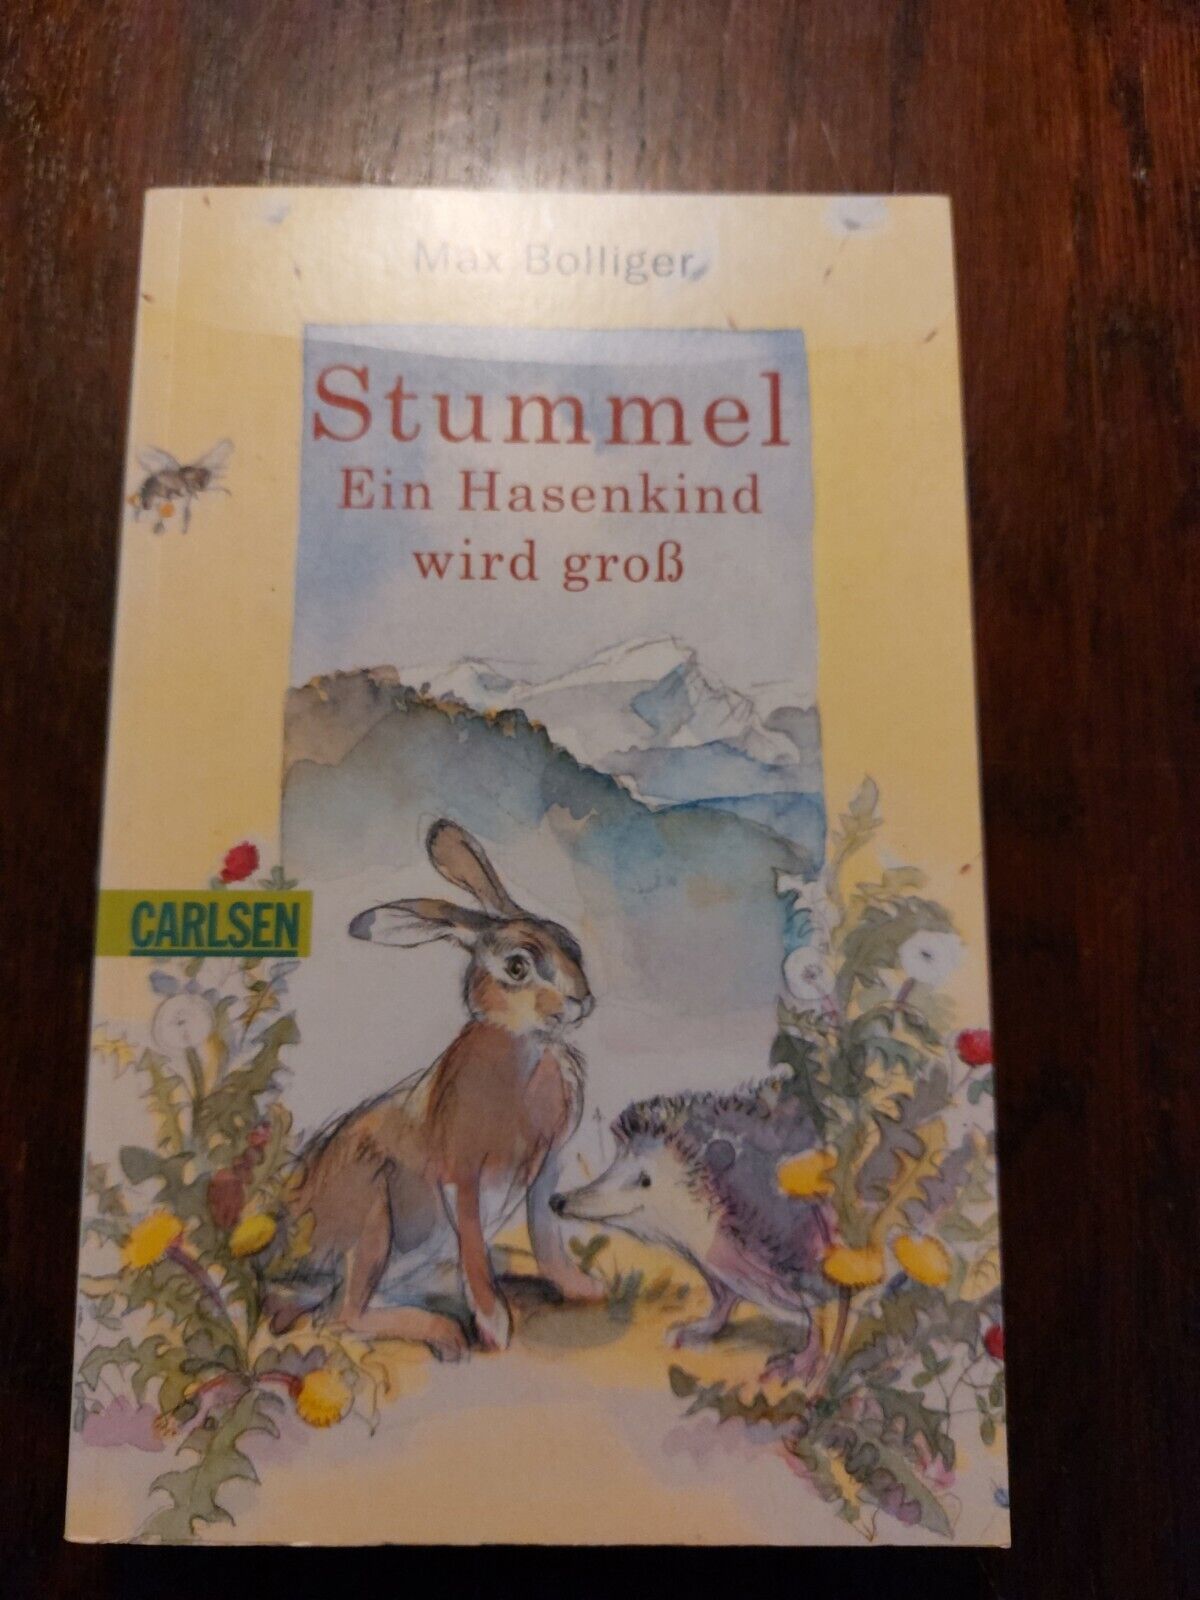 Max Bolliger
Stummel
Ein Hasenkind
wird groß
CARLSEN